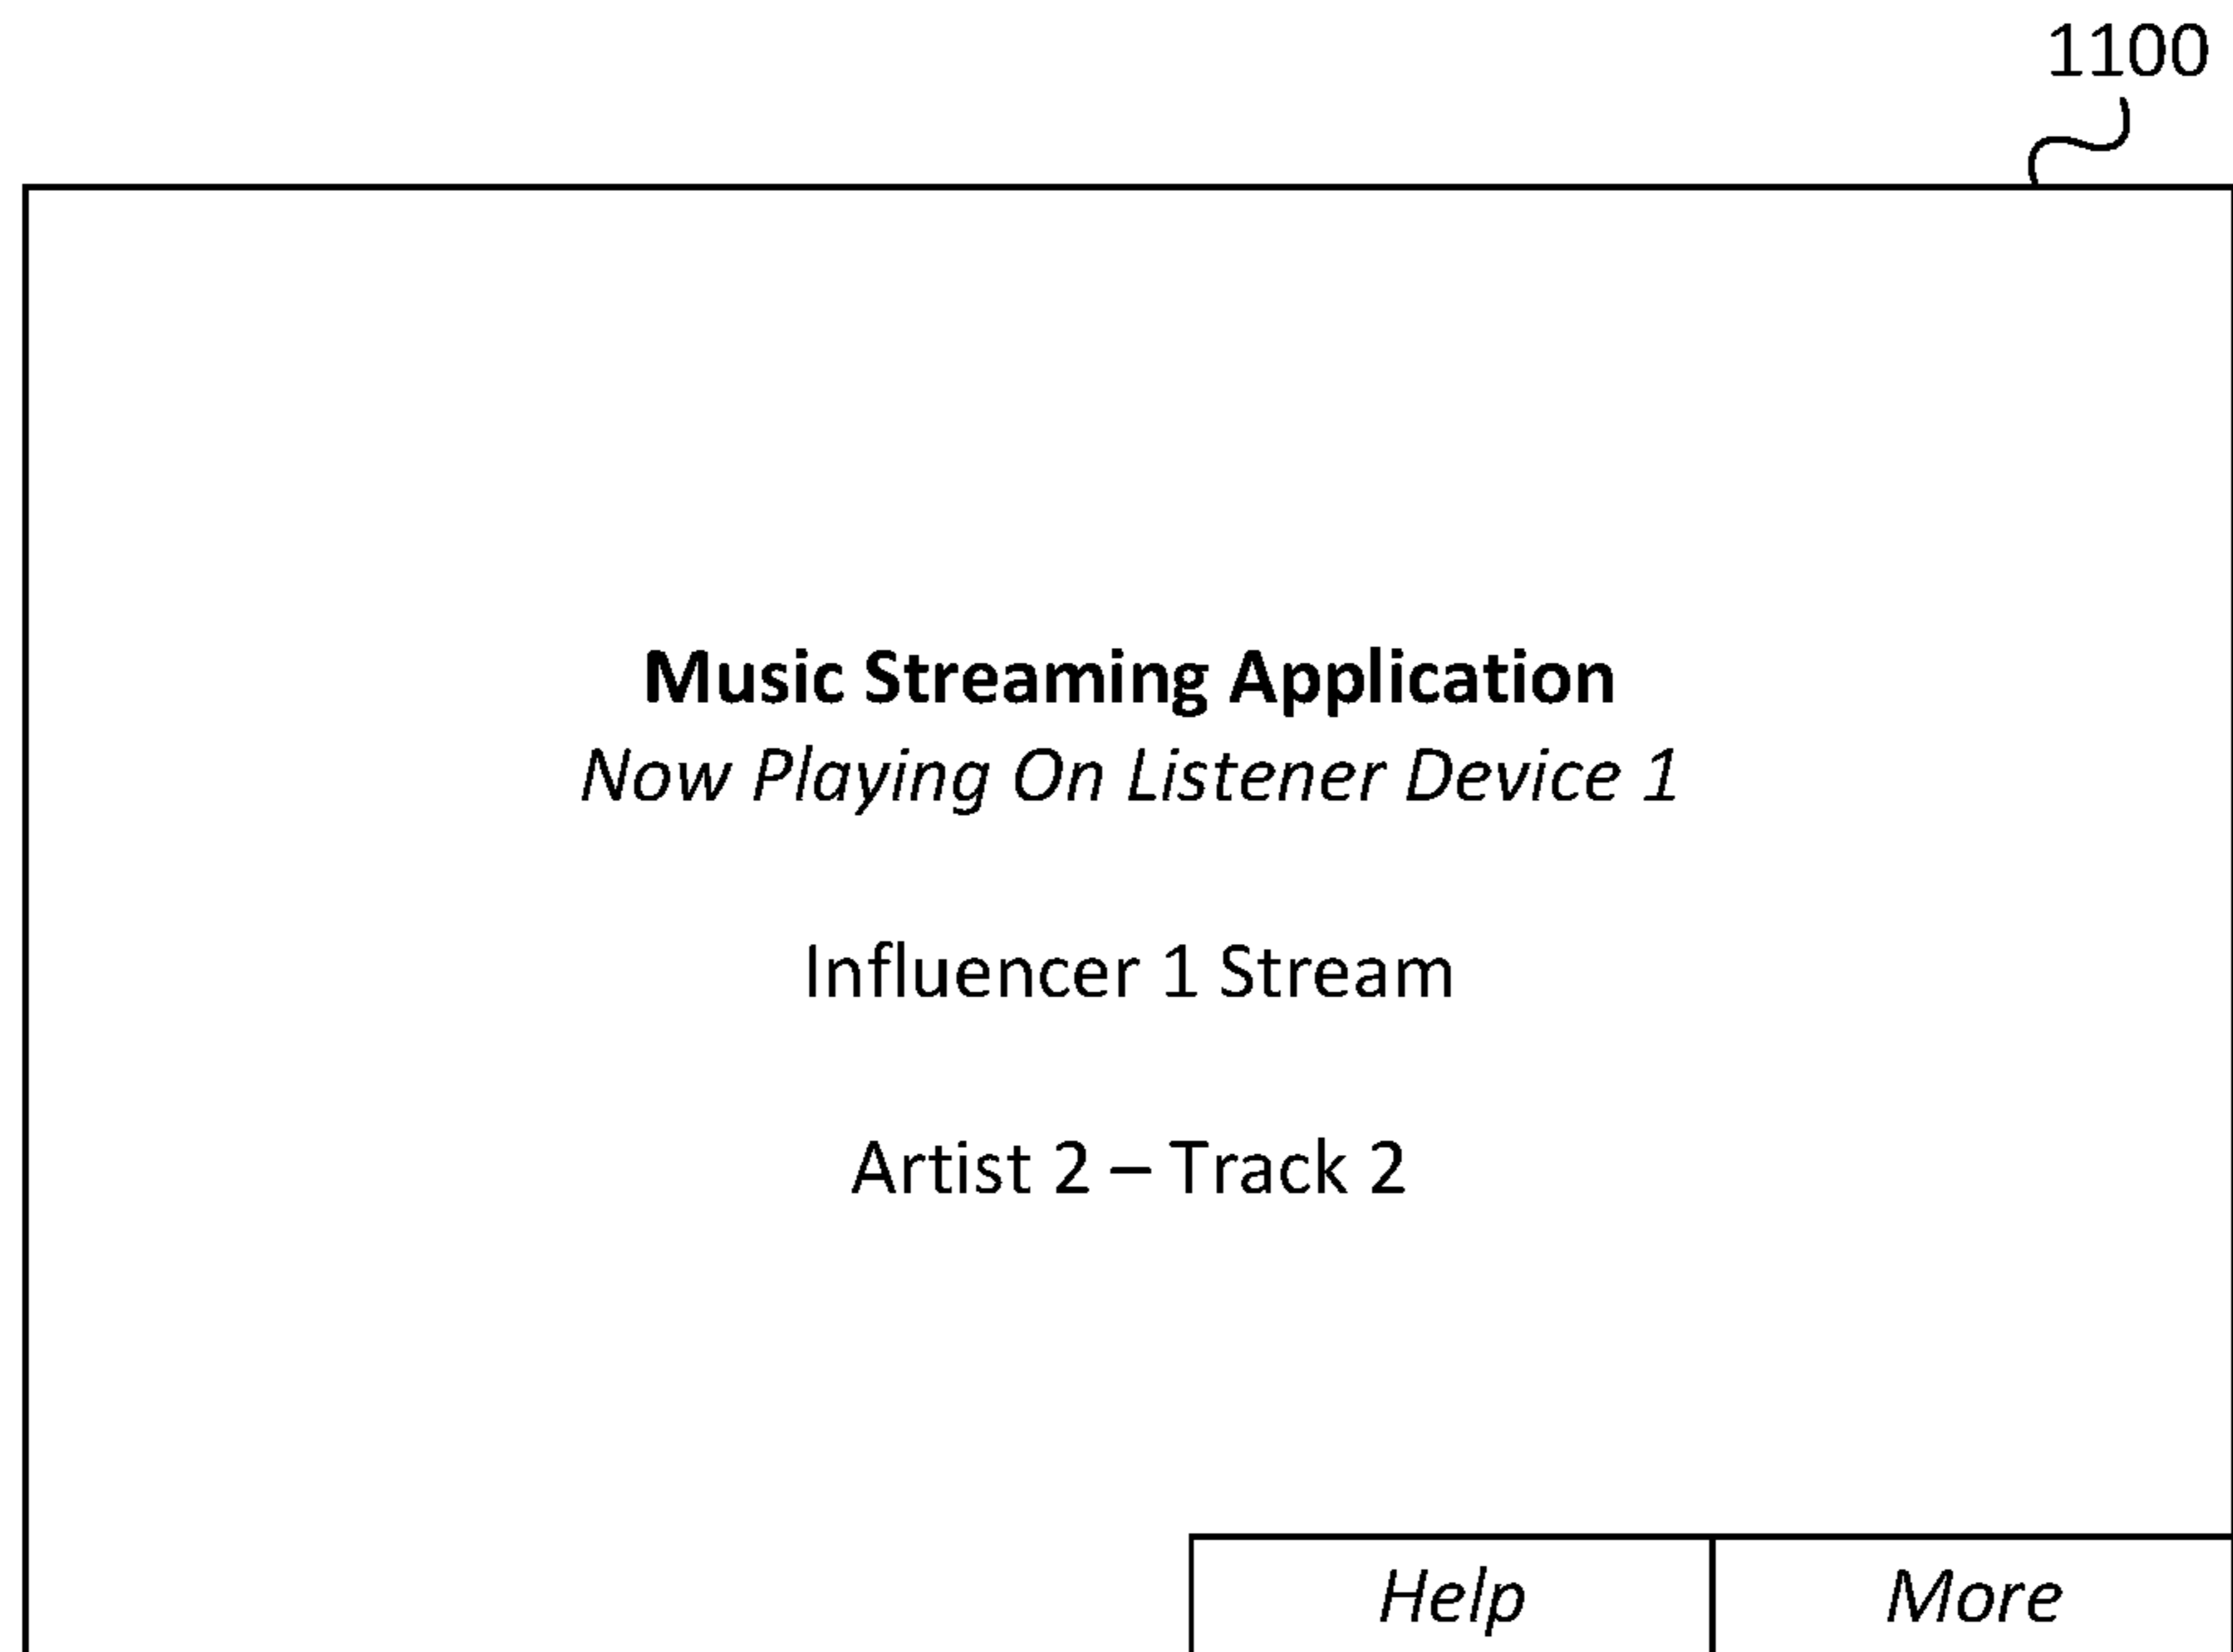 1100
Music Streaming Application
Now Playing On Listener Device 1
Influencer 1 Stream
Artist 2 – Track 2
Help More